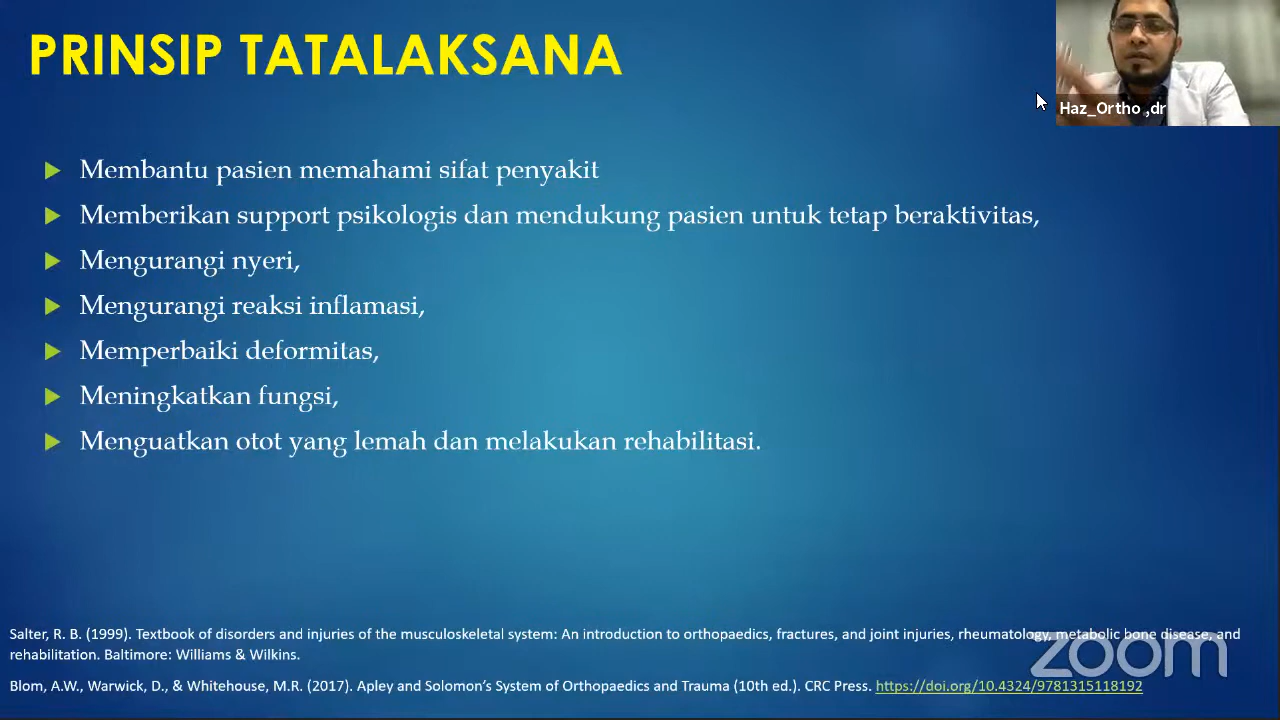 PRINSIP TATALAKSANA
Haz_Ortho ,dr
Membantu pasien memahami sifat penyakit
Memberikan support psikologis dan mendukung pasien untuk tetap beraktivitas,
Mengurangi nyeri,
Mengurangi reaksi inflamasi,
Memperbaiki deformitas,
Meningkatkan fungsi,
Menguatkan otot yang lemah dan melakukan rehabilitasi.
Salter, R. B. (1999). Textbook of disorders and injuries of the musculoskeletal system: An introduction to orthopaedics, fractures, and joint injuries, rheumatology, metabolic bone disease, and
rehabilitation. Baltimore: Williams & Wilkins.
zoom
Blom, A.W., Warwick, D., & Whitehouse, M.R. (2017). Apley and Solomon's System of Orthopaedics and Trauma (10th ed.). CRC Press. https://doi.org/10.4324/9781315118192